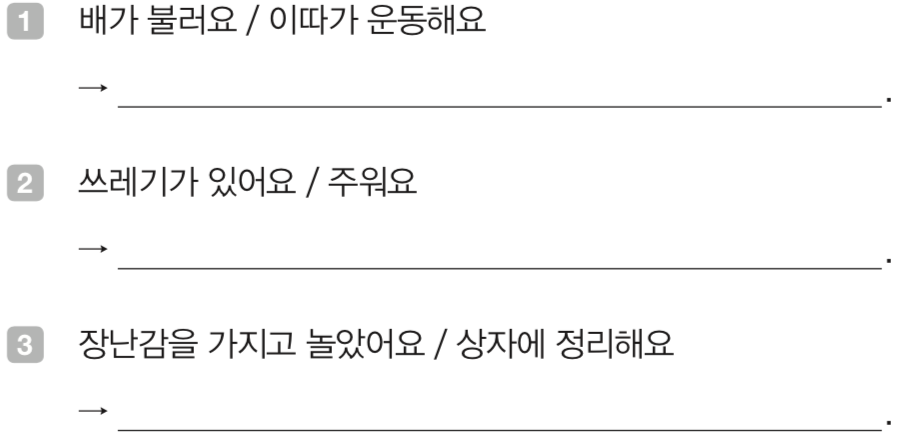 1 배가 불러요 / 이따가 운동해요
→ .
2 쓰레기가 있어요 / 주워요
→ .
3 장난감을 가지고 놀았어요 / 상자에 정리해요
→ .